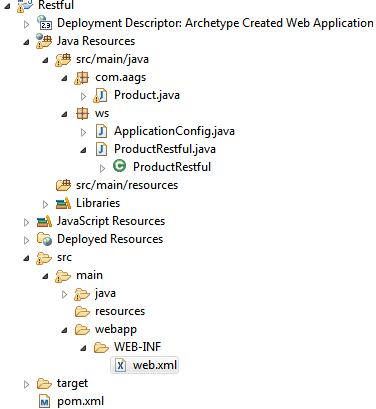 Restful
2.3 Deployment Descriptor: Archetype Created Web Application
Java Resources
src/main/java
com.aags
Product.java
ws
ApplicationConfig.java
ProductRestful.java
ProductRestful
src/main/resources
Libraries
JavaScript Resources
Deployed Resources
src
main
java
resources
webapp
WEB-INF
web.xml
target
pom.xml